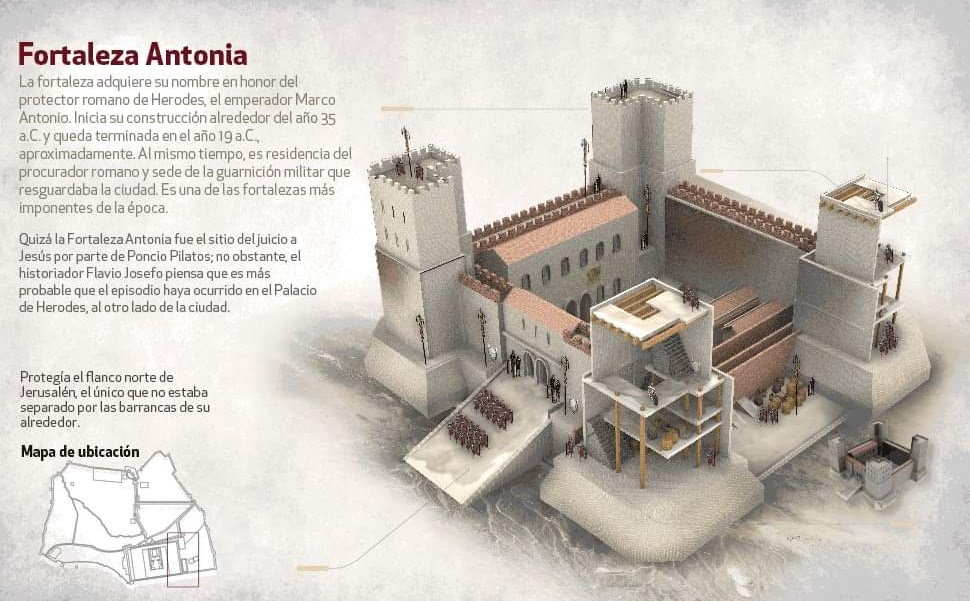 Fortaleza Antonia
La fortaleza adquiere su nombre en honor del
protector romano de Herodes, el emperador Marco
Antonio. Inicia su construcción alrededor del año 35
a.C. y queda terminada en el año 19 a.C.,
aproximadamente. Al mismo tiempo, es residencia del
procurador romano y sede de la guarnición militar que
resguardaba la ciudad. Es una de las fortalezas más
imponentes de la época.
Quizá la Fortaleza Antonia fue el sitio del juicio a
Jesús por parte de Poncio Pilatos; no obstante, el
historiador Flavio Josefo piensa que es más
probable que el episodio haya ocurrido en el Palacio
de Herodes, al otro lado de la ciudad.
Protegía el flanco norte de
Jerusalén, el único que no estaba
separado por las barrancas de su
alrededor.
Mapa de ubicación